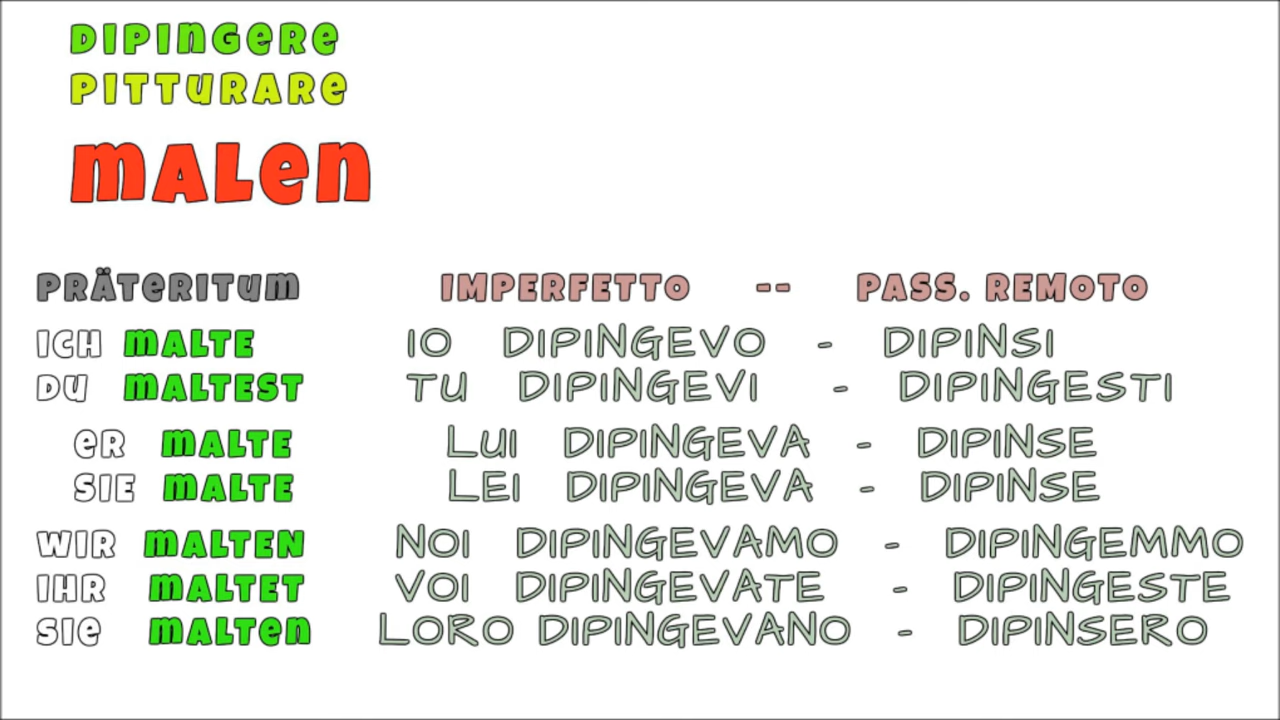 DIPINGERE
PITTURARE
MALEN
PRÄTERITUM IMPERFETTO -- PASS. REMOTO
ICH MALTE IO DIPINGEVO - DIPINSI
DU MALTEST TU DIPINGEVI - DIPINGESTI
ER MALTE LUI DIPINGEVA - DIPINSE
SIE MALTE LEI DIPINGEVA - DIPINSE
WIR MALTEN NOI DIPINGEVAMO - DIPINGEMMO
IHR MALTET VOI DIPINGEVATE - DIPINGESTE
SIE MALTEN LORO DIPINGEVANO - DIPINSERO